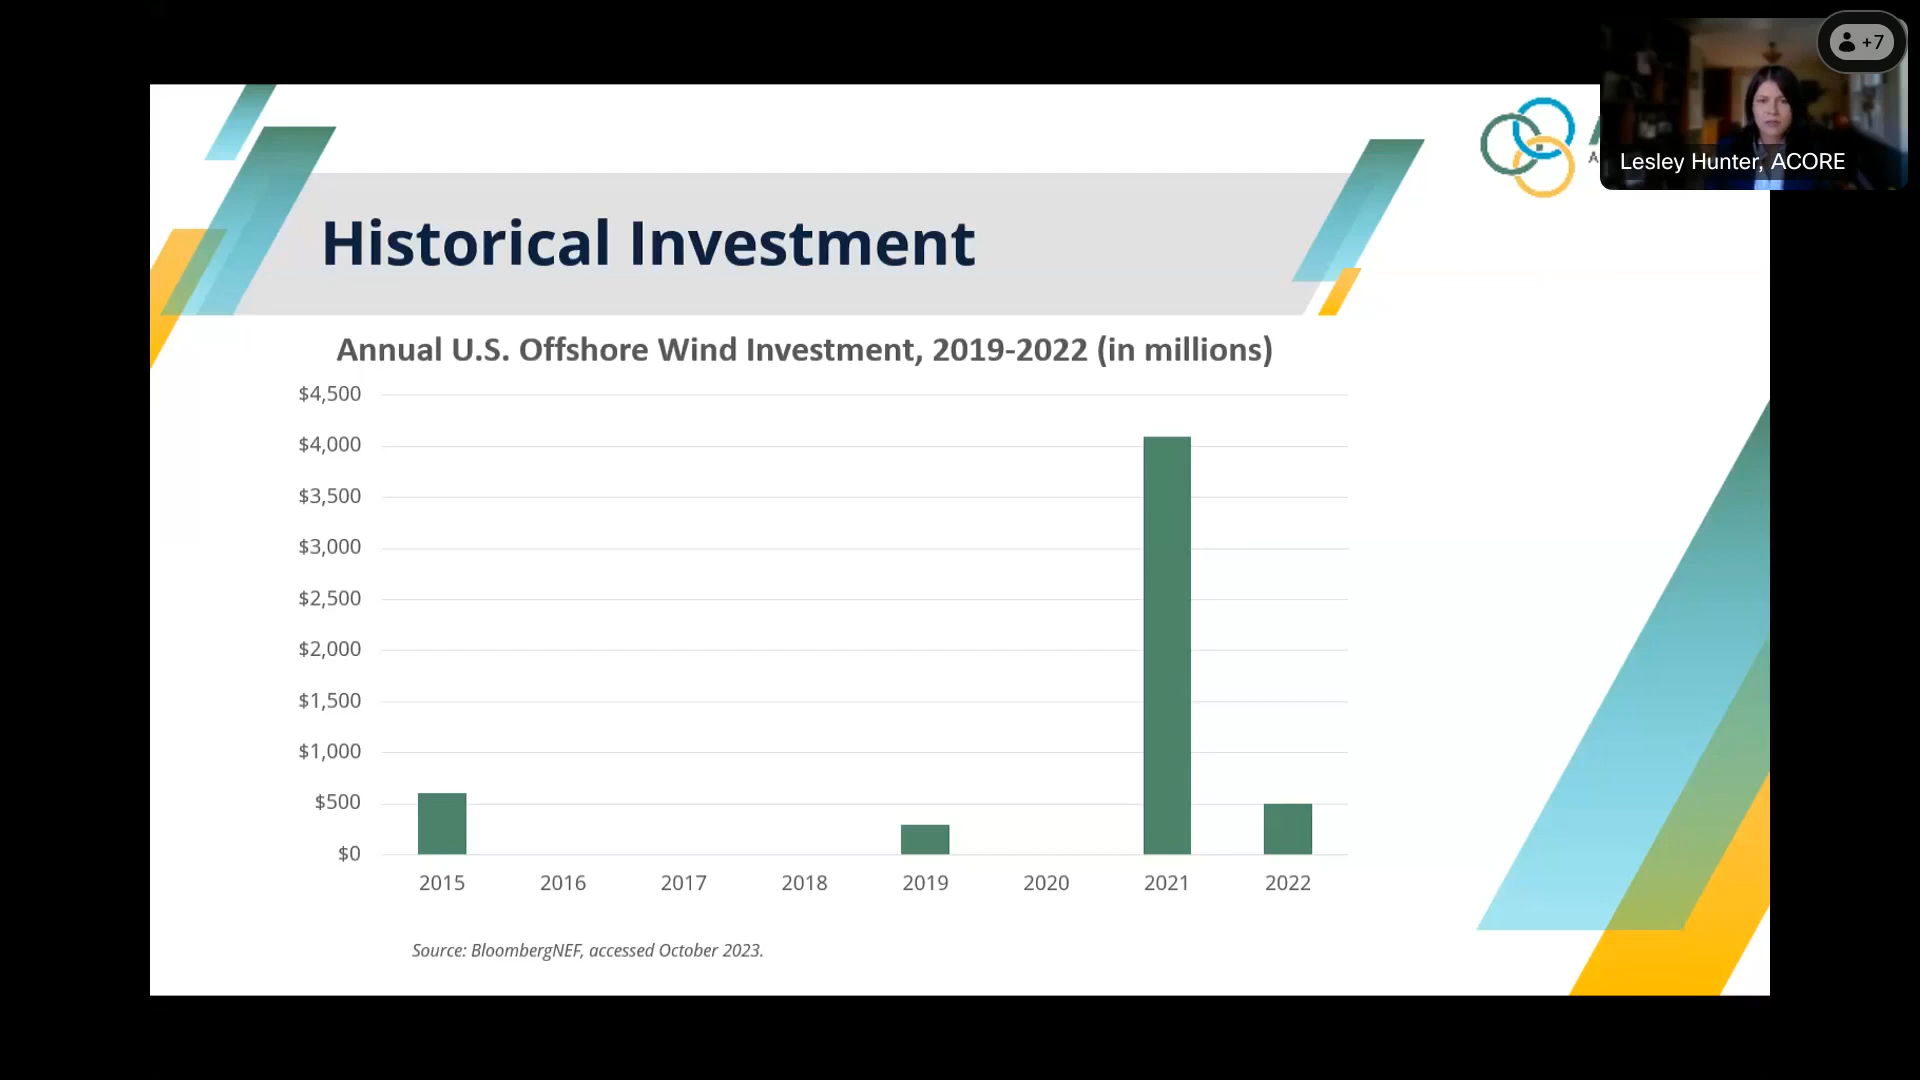 +7
Lesley Hunter, ACORE
Historical Investment
Annual U.S. Offshore Wind Investment, 2019-2022 (in millions)
$4,500
$4,000
$3,500
$3,000
$2,500
$2,000
$1,500
$1,000
$500
$0
2015 2016 2017 2018 2019 2020 2021 2022
Source: BloombergNEF, accessed October 2023.